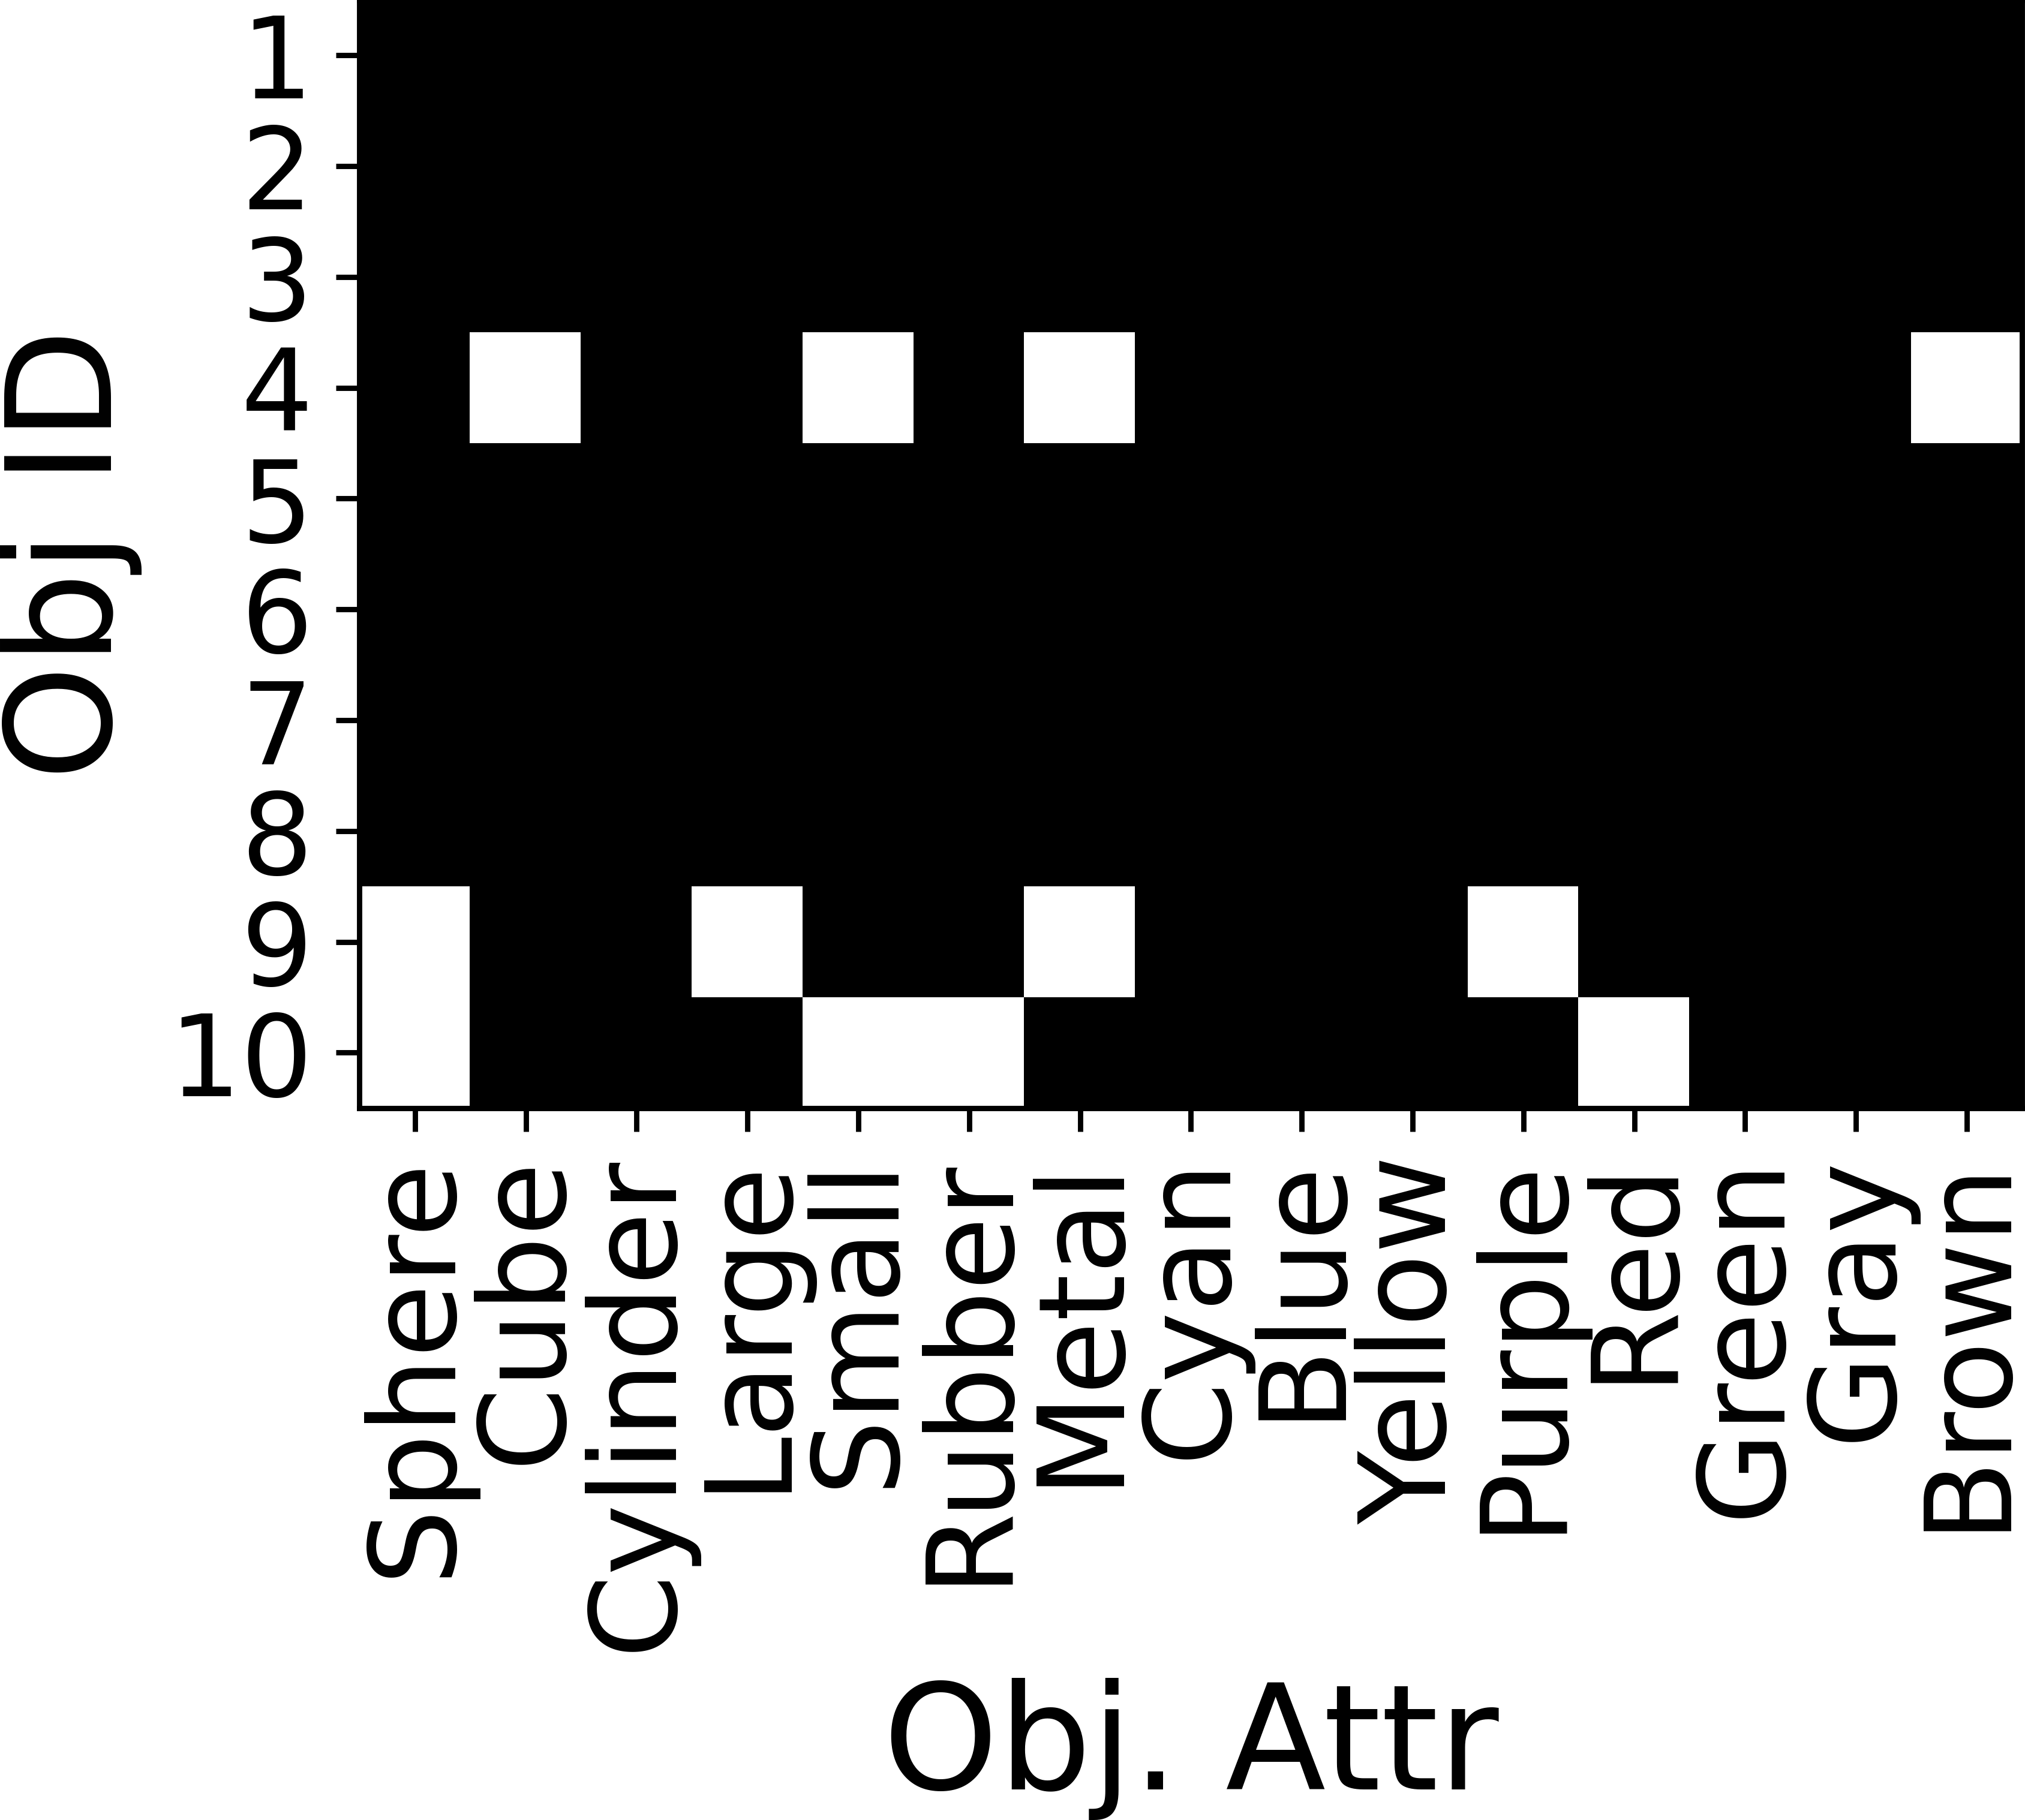 Obj ID
1
2
3
4
5
6
7
8
9
10
Sphere
Cube
Cylinder
Large
Small
Rubber
Metal
Cyan
Blue
Yellow
Purple
Red
Green
Gray
Brown
Obj. Attr